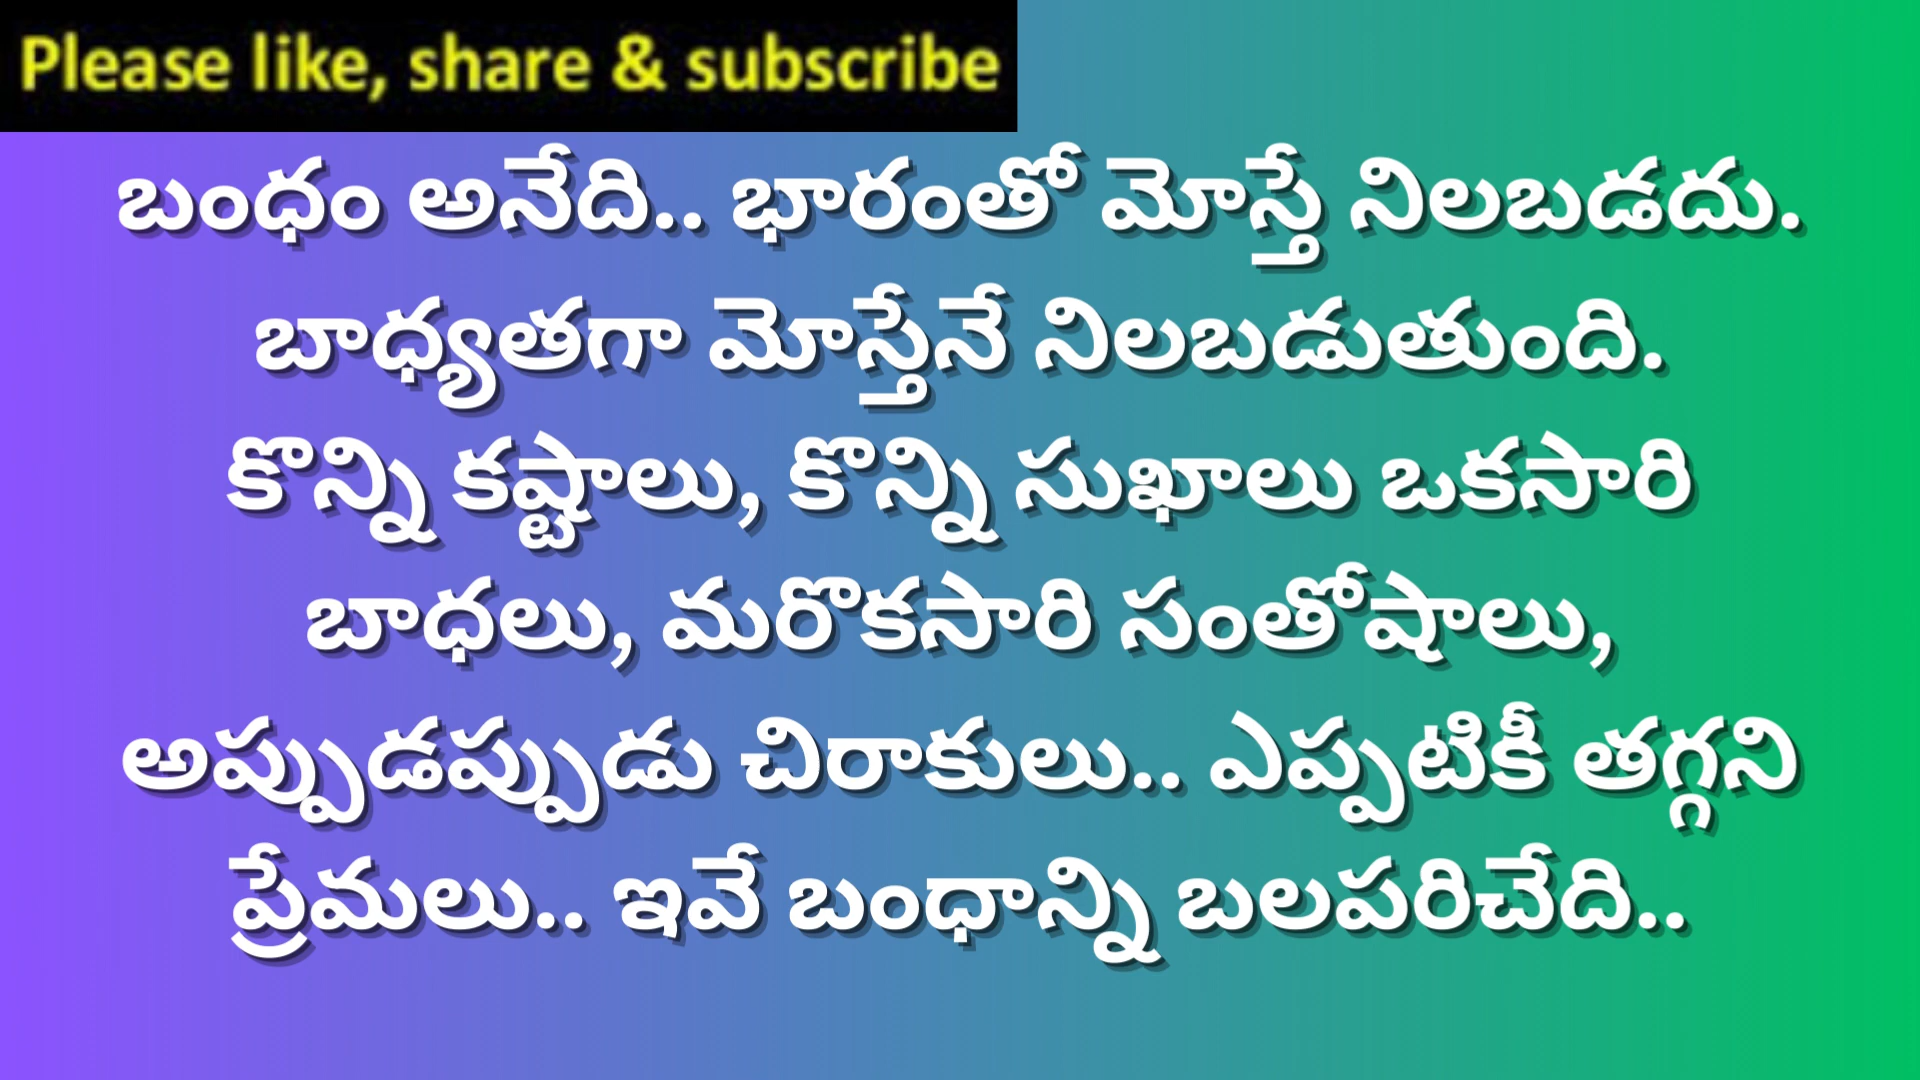 Please like, share & subscribe
బంధం అనేది.. భారంతో మోస్తే నిలబడదు.
బాధ్యతగా మోస్తేనే నిలబడుతుంది.
కొన్ని కష్టాలు, కొన్ని సుఖాలు ఒకసారి
బాధలు, మరొకసారి సంతోషాలు,
అప్పుడప్పుడు చిరాకులు.. ఎప్పటికీ తగ్గని
ప్రేమలు.. ఇవే బంధాన్ని బలపరిచేది..